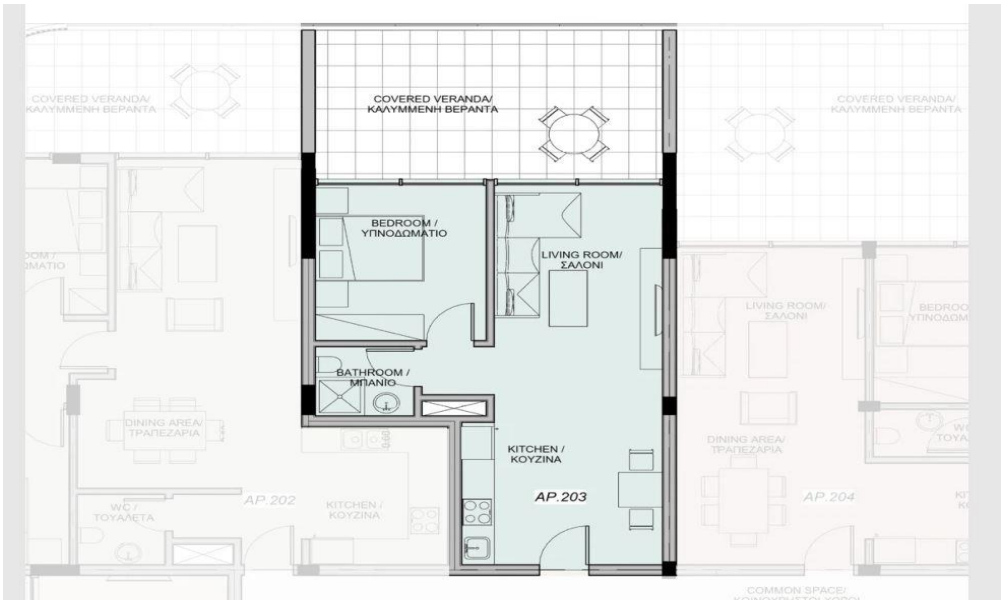 COVERED VERANDA/
ΚΑΛΥΜΜΕΝΗ ΒΕΡΑΝΤΑ
COVERED VERANDA/
ΚΑΛΥΜΜΕΝΗ ΒΕΡΑΝΤΑ
COVERED VERANDA/
ΚΑΛΥΜΜΕΝΗ ΒΕΡΑΝΤΑ
BEDROOM /
ΥΠΝΟΔΩΜΑΤΙΟ
LIVING ROOM/
ΣΑΛΟΝΙ
LIVING ROOM/
ΣΑΛΟΝΙ
BATHROOM /
ΜΠΑΝΙΟ
DINING AREA/
ΤΡΑΠΕΖΑΡΙΑ
0.60
KITCHEN /
ΚΟΥΖΙΝΑ
DINING AREA/
ΤΡΑΠΕΖΑΡΙΑ
AP.202
AP.203
AP.204
WC /
ΤΟΥΑΛΕΤΑ
KITCHEN /
ΚΟΥΖΙΝΑ
COMMON SPACE/